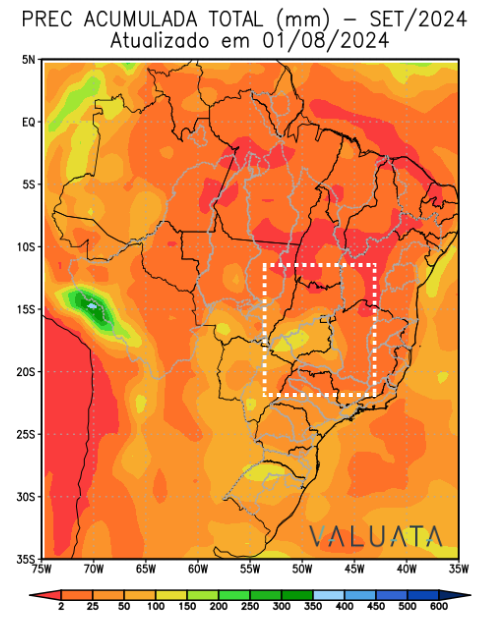 PREC ACUMULADA TOTAL (mm) – SET/2024
Atualizado em 01/08/2024
5N
EQ
5S
10S
15S
20S
25S
30S
35S
75W 70W 65W 60W 55W 50W 45W 40W 35W
VALUATA
2 25 50 100 150 200 250 300 350 400 450 500 600